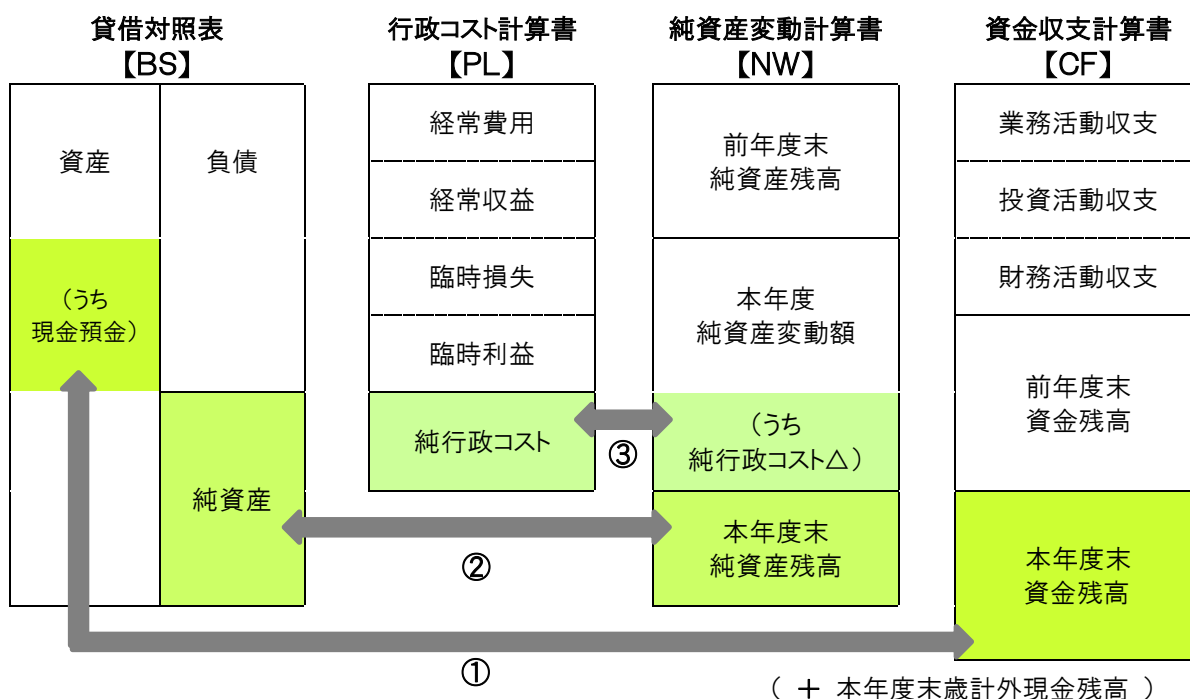 貸借対照表
【BS】
資産
負債
（うち
現金預金）
純資産
行政コスト計算書
【PL】
経常費用
経常収益
臨時損失
臨時利益
純行政コスト
純資産変動計算書
【NW】
前年度末
純資産残高
本年度
純資産変動額
（うち
純行政コスト△）
本年度末
純資産残高
資金収支計算書
【CF】
業務活動収支
投資活動収支
財務活動収支
前年度末
資金残高
本年度末
資金残高
③
②
①
（ ＋ 本年度末歳計外現金残高 ）